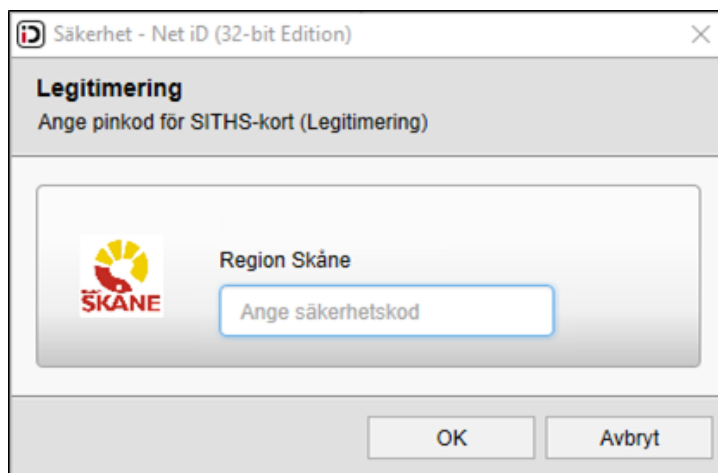 Säkerhet - Net iD (32-bit Edition)
Legitimering
Ange pinkod för SITHS-kort (Legitimering)
SKÅNE
Region Skåne
Ange säkerhetskod
OK
Avbryt